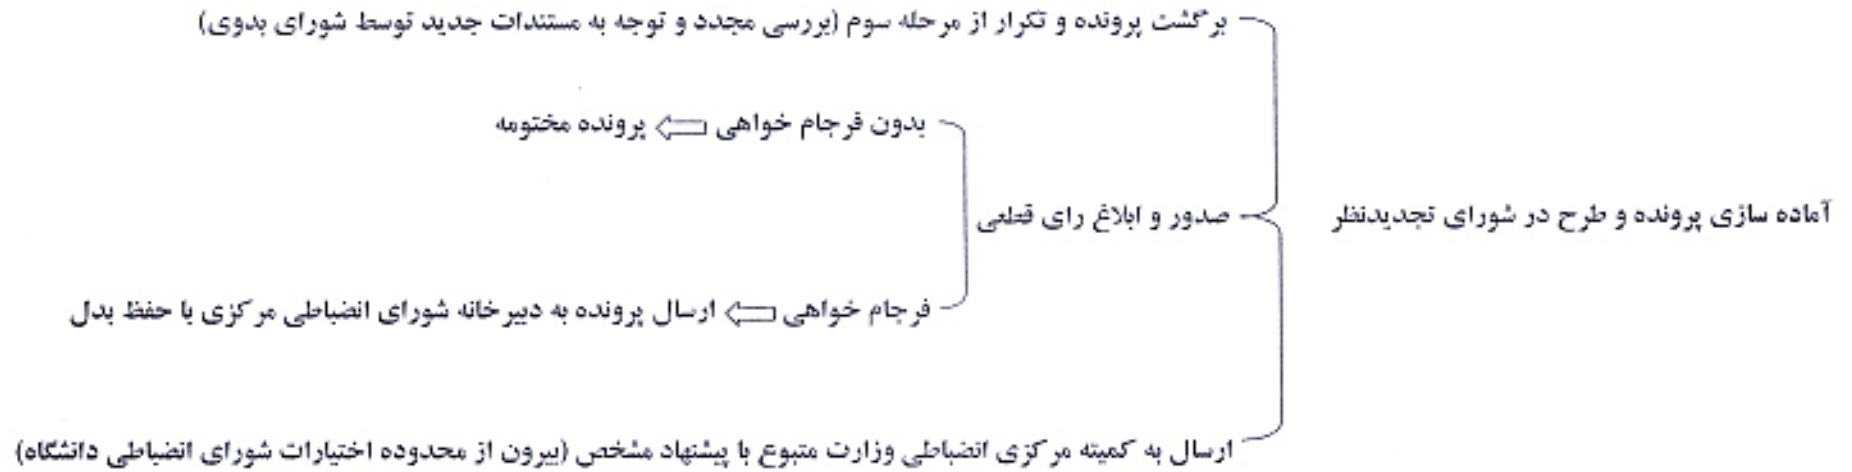 برگشت پرونده و تکرار از مرحله سوم (بررسی مجدد و توجه به مستندات جدید توسط شورای بدوی)
بدون فرجام خواهی ⇦ پرونده مختومه
آماده سازی پرونده و طرح در شورای تجدیدنظر
صدور و ابلاغ رای قطعی
فرجام خواهی ⇦ ارسال پرونده به دبیرخانه شورای انضباطی مرکزی با حفظ بدل
ارسال به کمیته مرکزی انضباطی وزارت متبوع با پیشنهاد مشخص (بیرون از محدوده اختیارات شورای انضباطی دانشگاه)